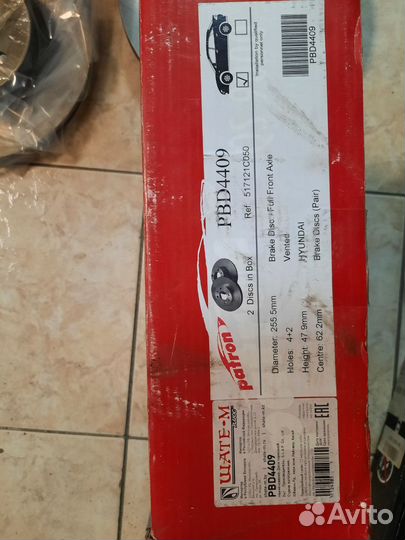 Installation by qualified
personnel only
PBD4409
PBD4409
Ref: 517121C050
2 Discs in Box
patron
Brake Disc - Full Front Axle
Vented
HYUNDAI
Brake Discs (Pair)
Diameter: 255.5mm
Holes: 4+2
Height: 47.9mm
Centre: 62.2mm
ШАТЕ-М
ПЛЮС
PBD4409
EAC
Avito